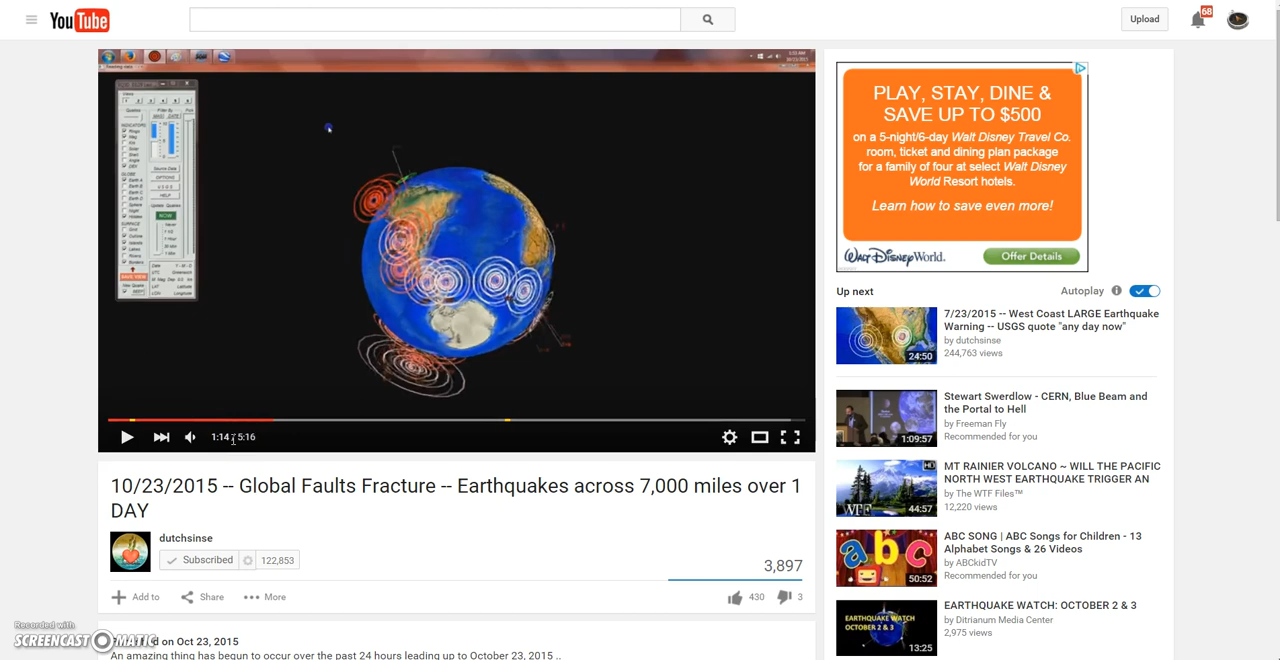 YouTube
Upload
68
1:14 / 5:16
10/23/2015 -- Global Faults Fracture -- Earthquakes across 7,000 miles over 1
DAY
dutchsinse
Subscribed 122,853
3,897
Add to Share More
430 3
on Oct 23, 2015
An amazing thing has begun to occur over the past 24 hours leading up to October 23, 2015 ..
Recorded with
SCREENCAST MATIC
PLAY, STAY, DINE &
SAVE UP TO $500
on a 5-night/6-day Walt Disney Travel Co.
room, ticket and dining plan package
for a family of four at select Walt Disney
World Resort hotels.
Learn how to save even more!
WALT DISNEY World.
Offer Details
Up next
Autoplay
7/23/2015 -- West Coast LARGE Earthquake
Warning -- USGS quote "any day now"
by dutchsinse
244,763 views
24:50
Stewart Swerdlow - CERN, Blue Beam and
the Portal to Hell
by Freeman Fly
Recommended for you
1:09:57
MT RAINIER VOLCANO ~ WILL THE PACIFIC
NORTH WEST EARTHQUAKE TRIGGER AN
by The WTF Files™
12,220 views
HD
WFF
44:57
ABC SONG | ABC Songs for Children - 13
Alphabet Songs & 26 Videos
by ABCkidTV
Recommended for you
abc
50:52
EARTHQUAKE WATCH: OCTOBER 2 & 3
by Ditrianum Media Center
2,975 views
EARTHQUAKE WATCH
OCTOBER 2 & 3
13:25